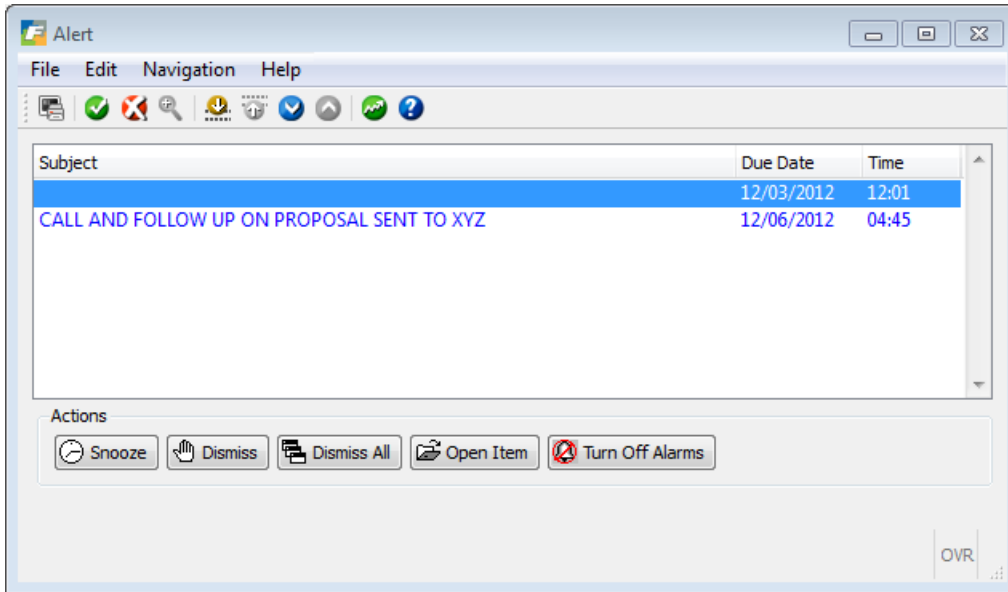 Alert
File Edit Navigation Help
Subject Due Date Time
12/03/2012 12:01
CALL AND FOLLOW UP ON PROPOSAL SENT TO XYZ 12/06/2012 04:45
Actions
Snooze Dismiss Dismiss All Open Item Turn Off Alarms
OVR